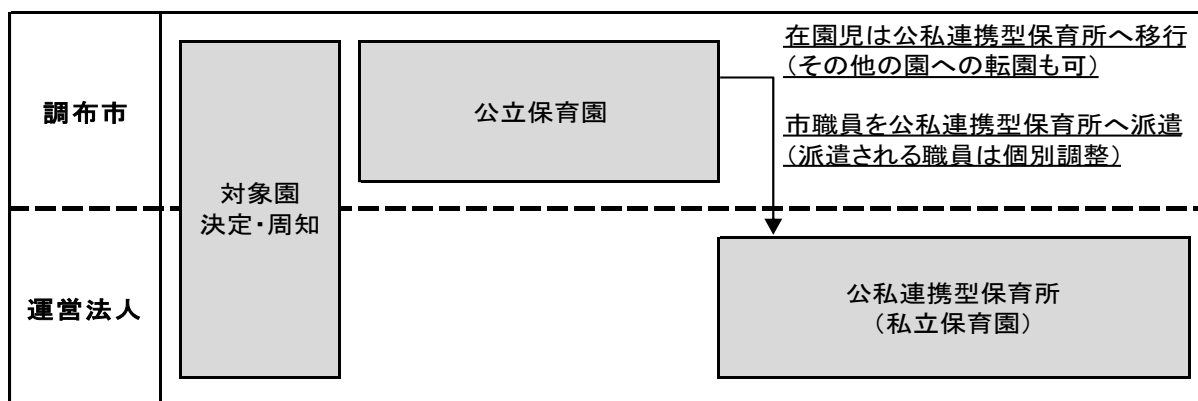 調布市
対象園
決定・周知
公立保育園
在園児は公私連携型保育所へ移行
(その他の園への転園も可)
市職員を公私連携型保育所へ派遣
(派遣される職員は個別調整)
運営法人
公私連携型保育所
(私立保育園)